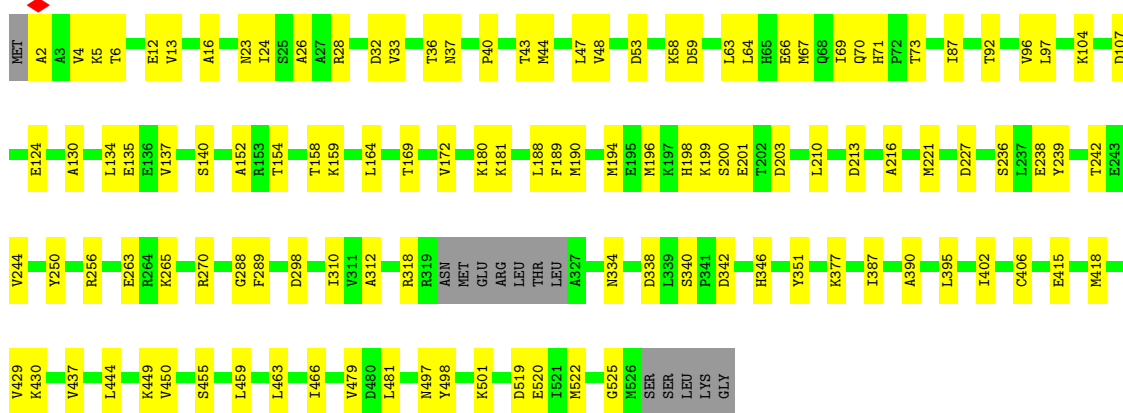 MET A2 A3 V4 K5 T6 E12 V13 A16 N23 I24 S25 A26 A27 R28 D32 V33 T36 N37 P40 T43 M44 L47 V48 D53 K58 D59 L63 L64 H65 E66 M67 Q68 I69 Q70 H71 P72 T73 I87 T92 V96 L97 K104 D107
E124 A130 L134 E135 E136 V137 S140 A152 R153 T154 T158 K159 L164 T169 V172 K180 K181 L188 F189 M190 M194 E195 M196 K197 H198 K199 S200 E201 T202 D203 L210 D213 A216 M221 D227 S236 L237 E238 Y239 T242 E243
V244 Y250 R256 E263 R264 K265 R270 G288 F289 D298 I310 V311 A312 R318 R319 ASN MET GLU ARG LEU THR LEU A327 N334 D338 L339 S340 P341 D342 H346 Y351 K377 I387 A390 L395 I402 C406 E415 M418
V429 K430 V437 L444 K449 V450 S455 L459 L463 I466 V479 D480 L481 N497 Y498 K501 D519 E520 I521 M522 G525 M526 SER SER LEU LYS GLY